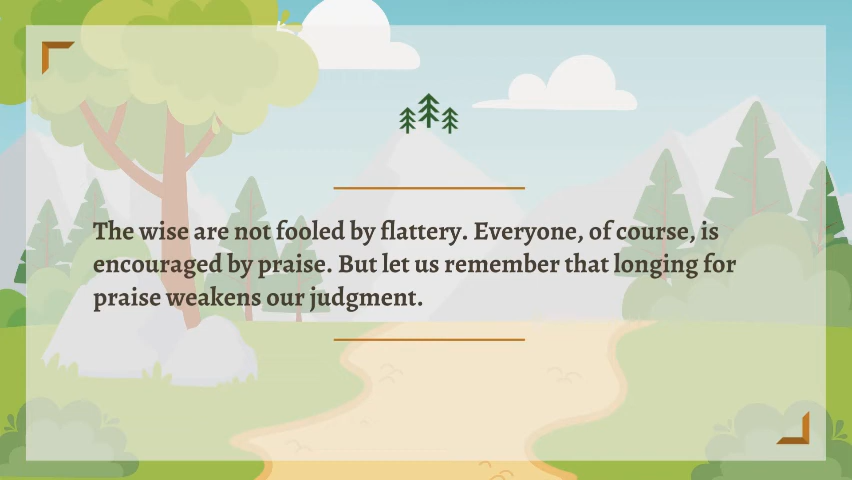 The wise are not fooled by flattery. Everyone, of course, is
encouraged by praise. But let us remember that longing for
praise weakens our judgment.